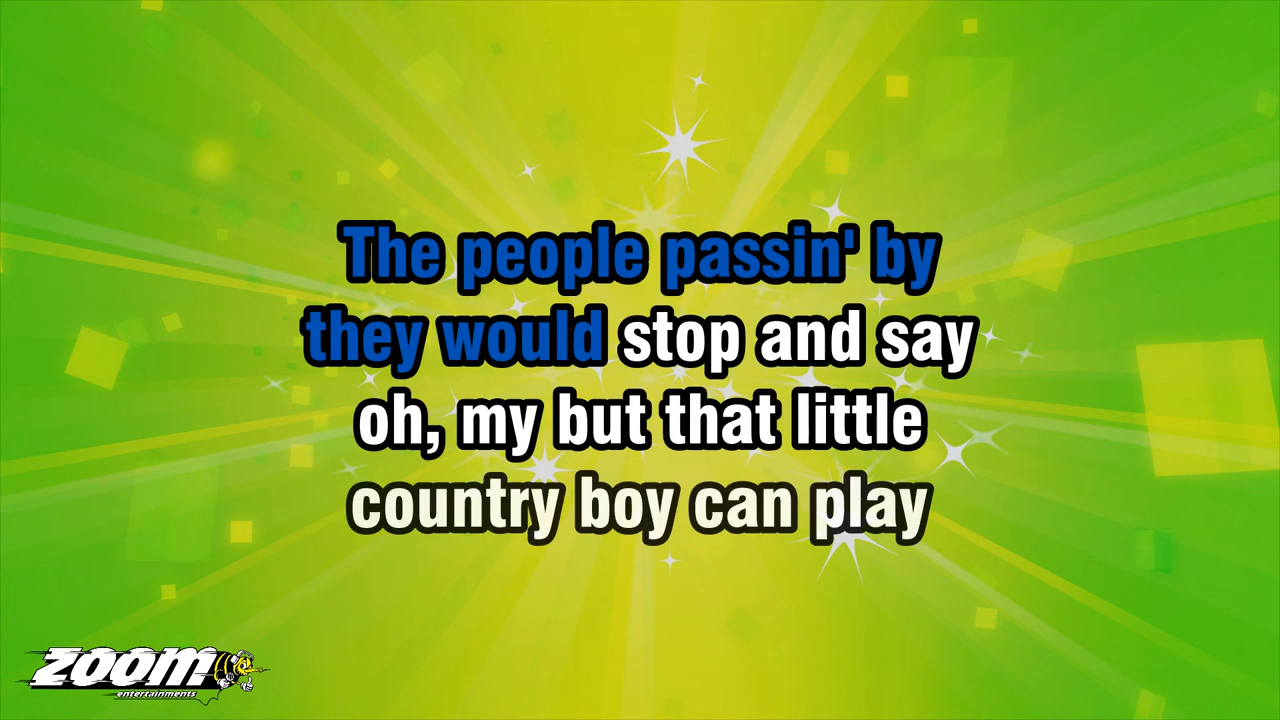 The people passin' by
they would stop and say
oh, my but that little
country boy can play
ZOOM
entertainments